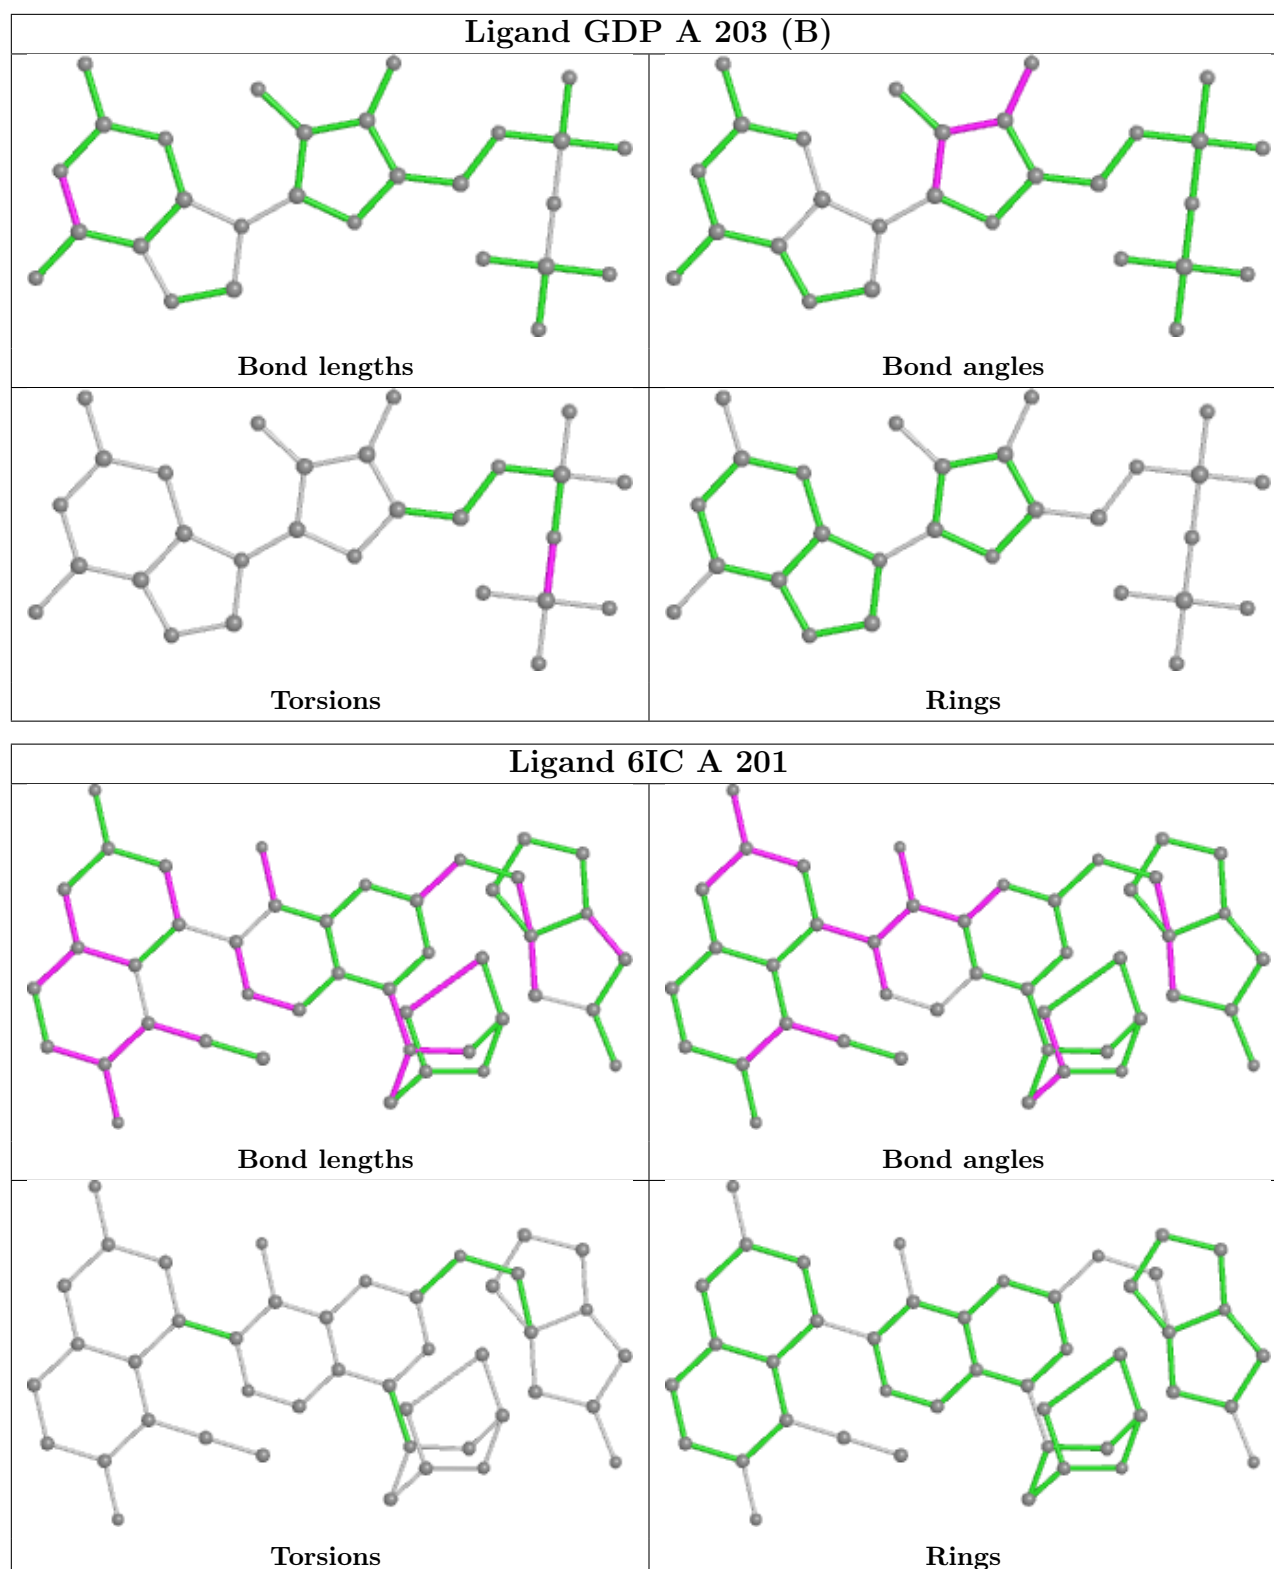 Ligand GDP A 203 (B)
Bond lengths
Bond angles
Torsions
Rings
Ligand 6IC A 201
Bond lengths
Bond angles
Torsions
Rings